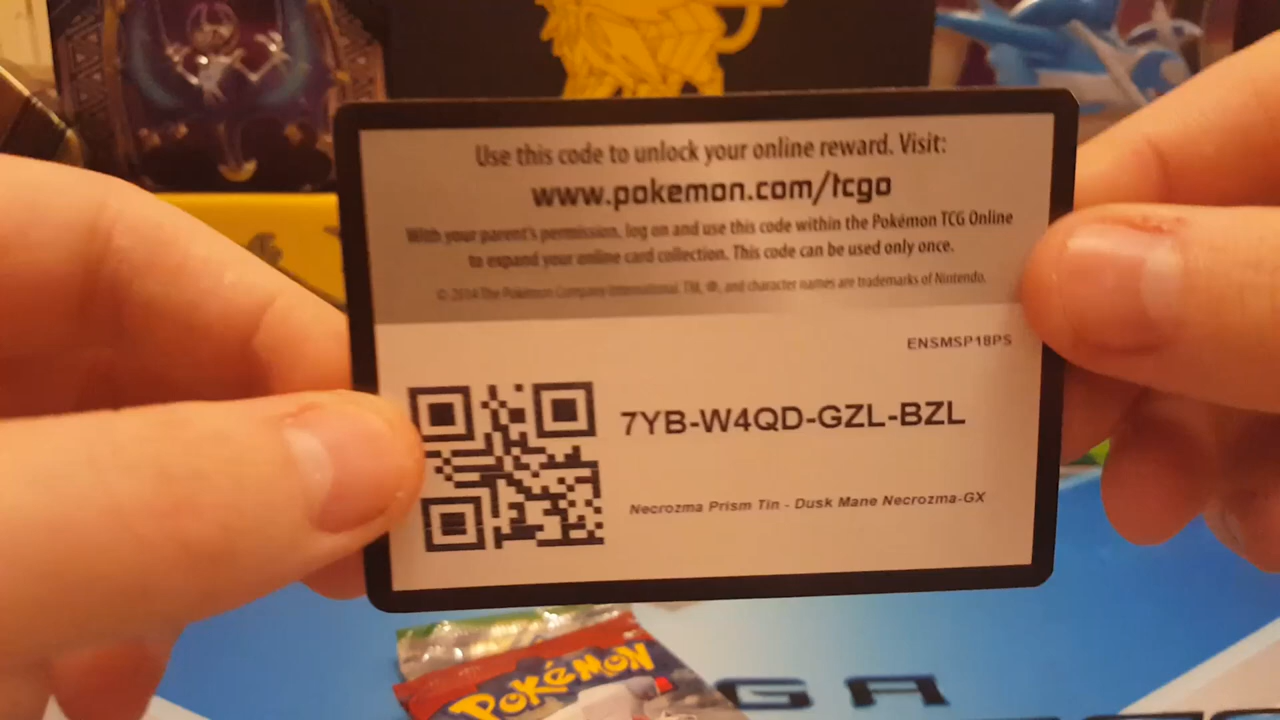 Use this code to unlock your online reward. Visit:
www.pokemon.com/tcgo
With your parent's permission, log on and use this code within the Pokémon TCG Online
to expand your online card collection. This code can be used only once.
© 2014 The Pokémon Company International. TM, ®, and character names are trademarks of Nintendo.
ENSMSP18PS
7YB-W4QD-GZL-BZL
Necrozma Prism Tin - Dusk Mane Necrozma-GX
POKéMON
GA